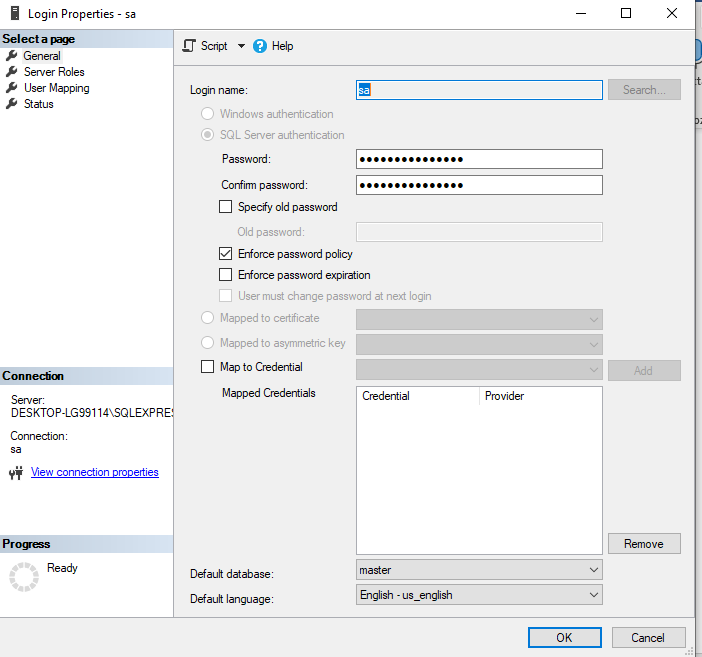 Login Properties - sa
Select a page
General
Server Roles
User Mapping
Status
Script
Help
Login name:
sa
Search...
Windows authentication
SQL Server authentication
Password:
●●●●●●●●●●●●●●●
Confirm password:
●●●●●●●●●●●●●●●
Specify old password
Old password:
Enforce password policy
Enforce password expiration
User must change password at next login
Mapped to certificate
Mapped to asymmetric key
Map to Credential
Add
Mapped Credentials
Credential Provider
Remove
Default database:
master
Default language:
English - us_english
Connection
Server:
DESKTOP-LG99114\SQLEXPRES
Connection:
sa
View connection properties
Progress
Ready
OK
Cancel